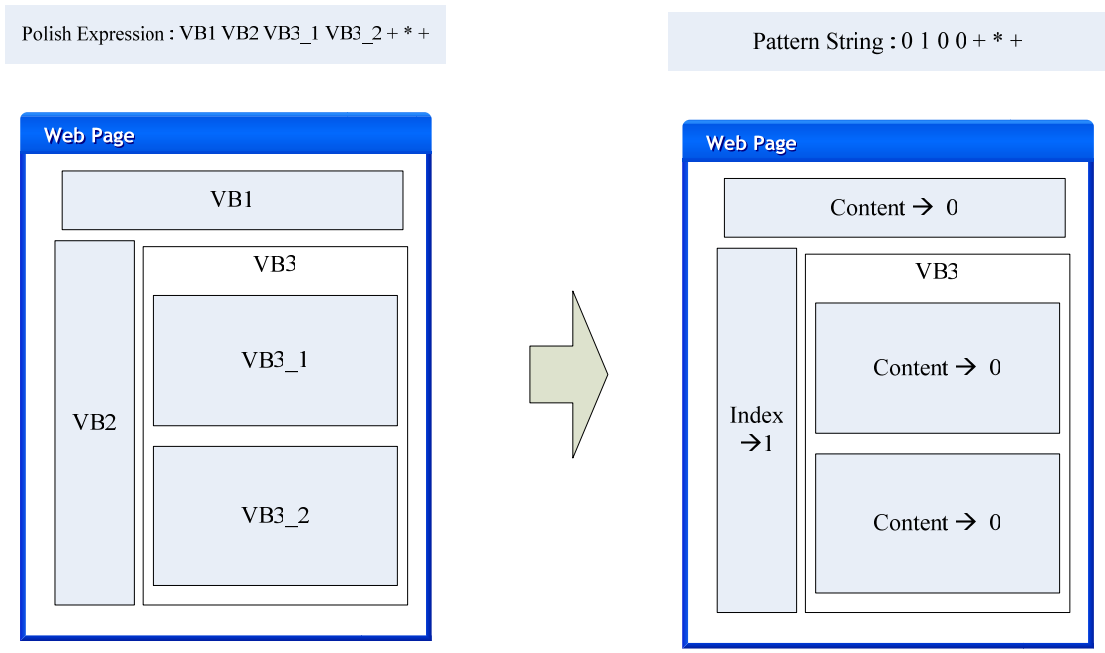 Polish Expression : VB1 VB2 VB3_1 VB3_2 + * +
Pattern String : 0 1 0 0 + * +
Web Page
VB1
VB3
VB3_1
VB2
VB3_2
Web Page
Content → 0
VB3
Content → 0
Index
→1
Content → 0